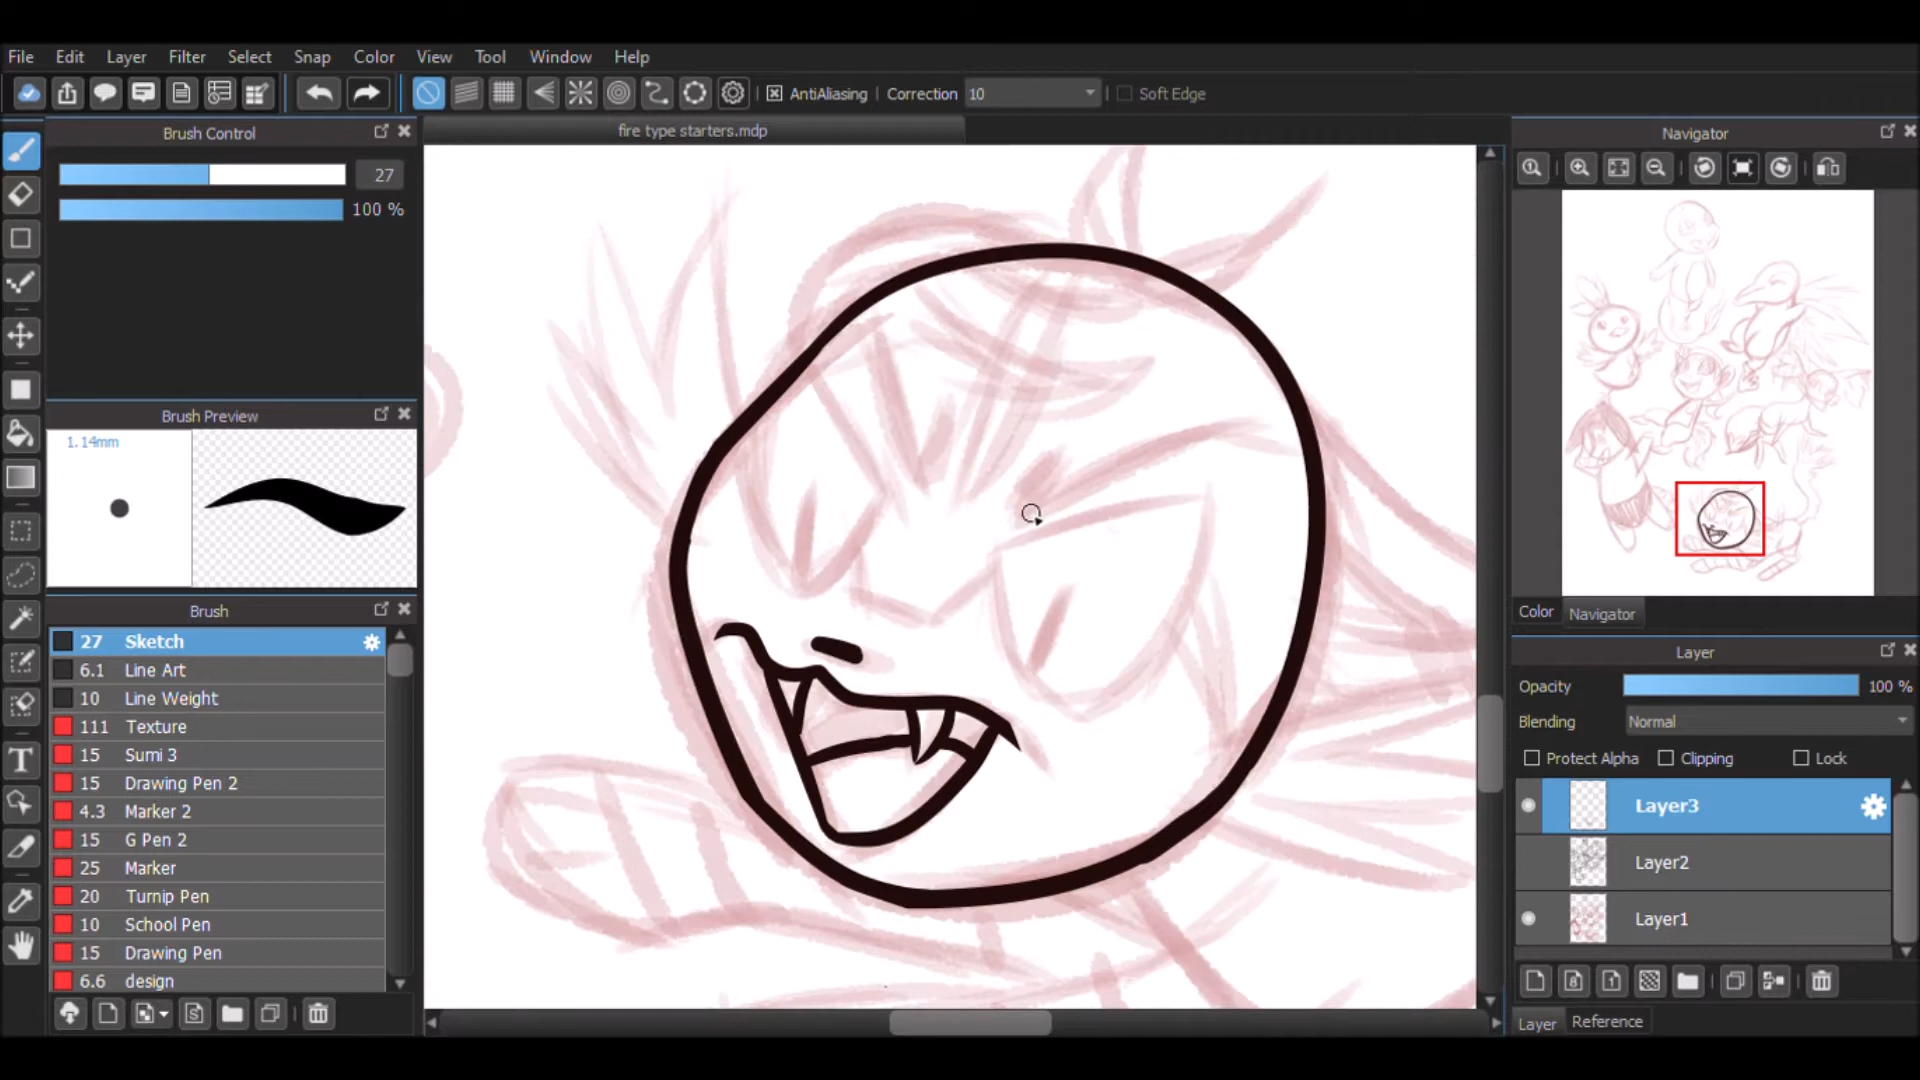 File Edit Layer Filter Select Snap Color View Tool Window Help
AntiAliasing Correction 10 Soft Edge
Brush Control
27
100 %
Brush Preview
1.14mm
Brush
27 Sketch
6.1 Line Art
10 Line Weight
111 Texture
15 Sumi 3
15 Drawing Pen 2
4.3 Marker 2
15 G Pen 2
25 Marker
20 Turnip Pen
10 School Pen
15 Drawing Pen
6.6 design
fire type starters.mdp
Navigator
Color Navigator
Layer
Opacity 100 %
Blending Normal
Protect Alpha Clipping Lock
Layer3
Layer2
Layer1
Layer Reference